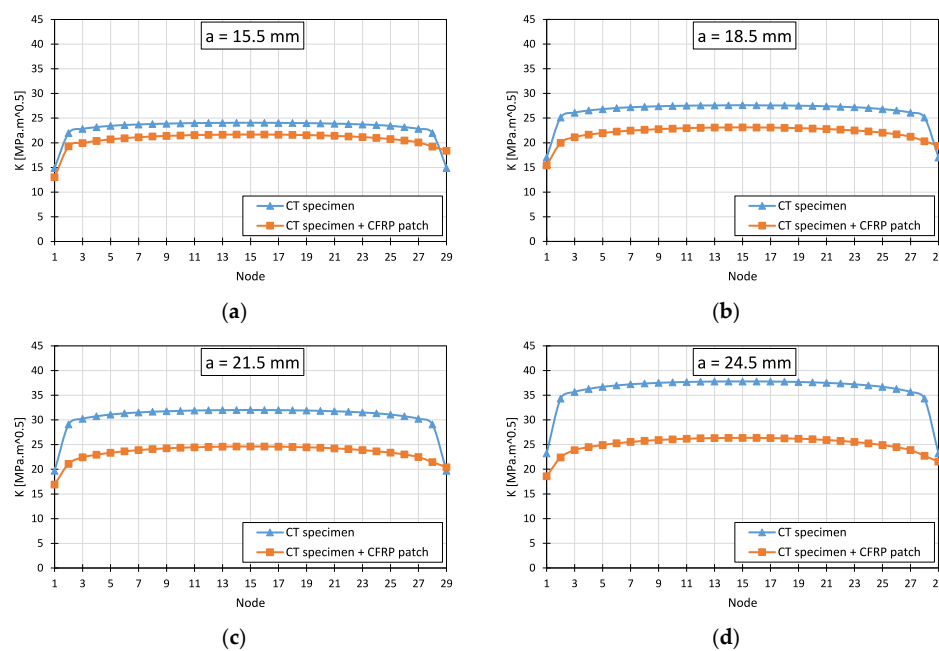 a = 15.5 mm
45
40
35
30
25
20
15
10
5
0
K [MPa.m^0.5]
CT specimen
CT specimen + CFRP patch
1 3 5 7 9 11 13 15 17 19 21 23 25 27 29
Node
(a)
a = 18.5 mm
45
40
35
30
25
20
15
10
5
0
K [MPa.m^0.5]
CT specimen
CT specimen + CFRP patch
1 3 5 7 9 11 13 15 17 19 21 23 25 27 2
Node
(b)
a = 21.5 mm
45
40
35
30
25
20
15
10
5
0
K [MPa.m^0.5]
CT specimen
CT specimen + CFRP patch
1 3 5 7 9 11 13 15 17 19 21 23 25 27 29
Node
(c)
a = 24.5 mm
45
40
35
30
25
20
15
10
5
0
K [MPa.m^0.5]
CT specimen
CT specimen + CFRP patch
1 3 5 7 9 11 13 15 17 19 21 23 25 27 2
Node
(d)